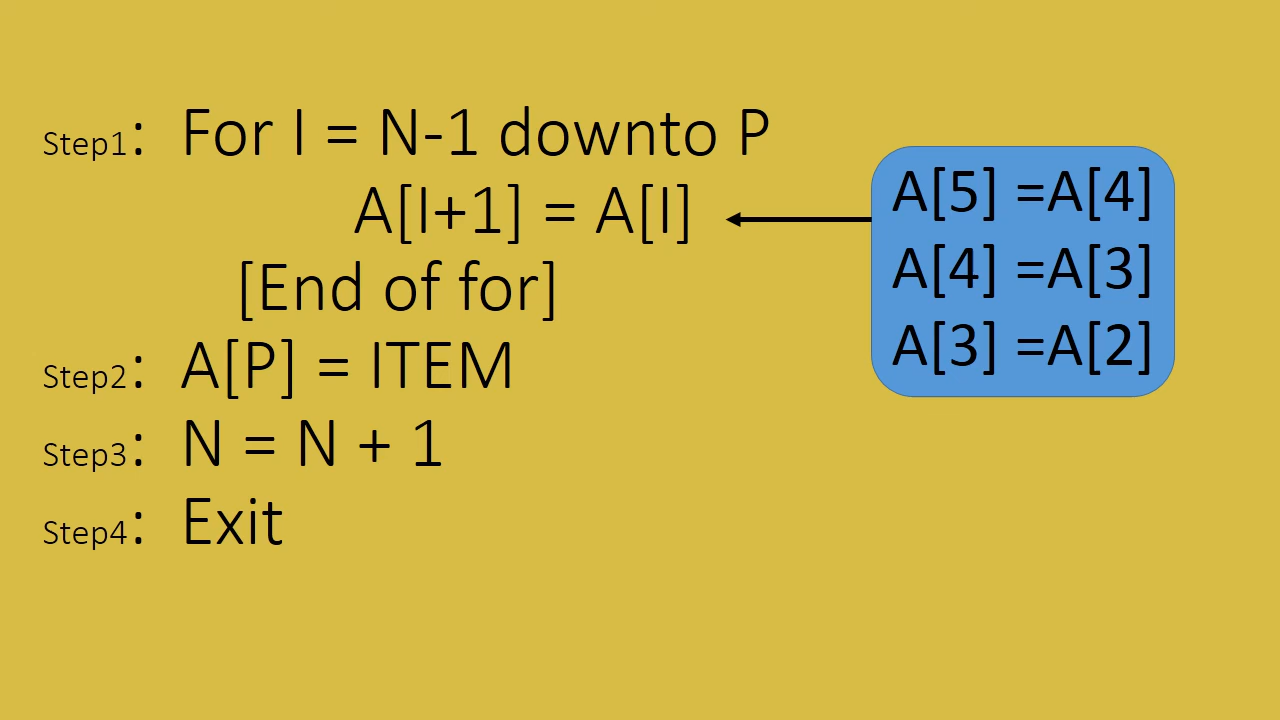 Step1: For I = N-1 downto P
A[I+1] = A[I]
[End of for]
Step2: A[P] = ITEM
Step3: N = N + 1
Step4: Exit
A[5] =A[4]
A[4] =A[3]
A[3] =A[2]